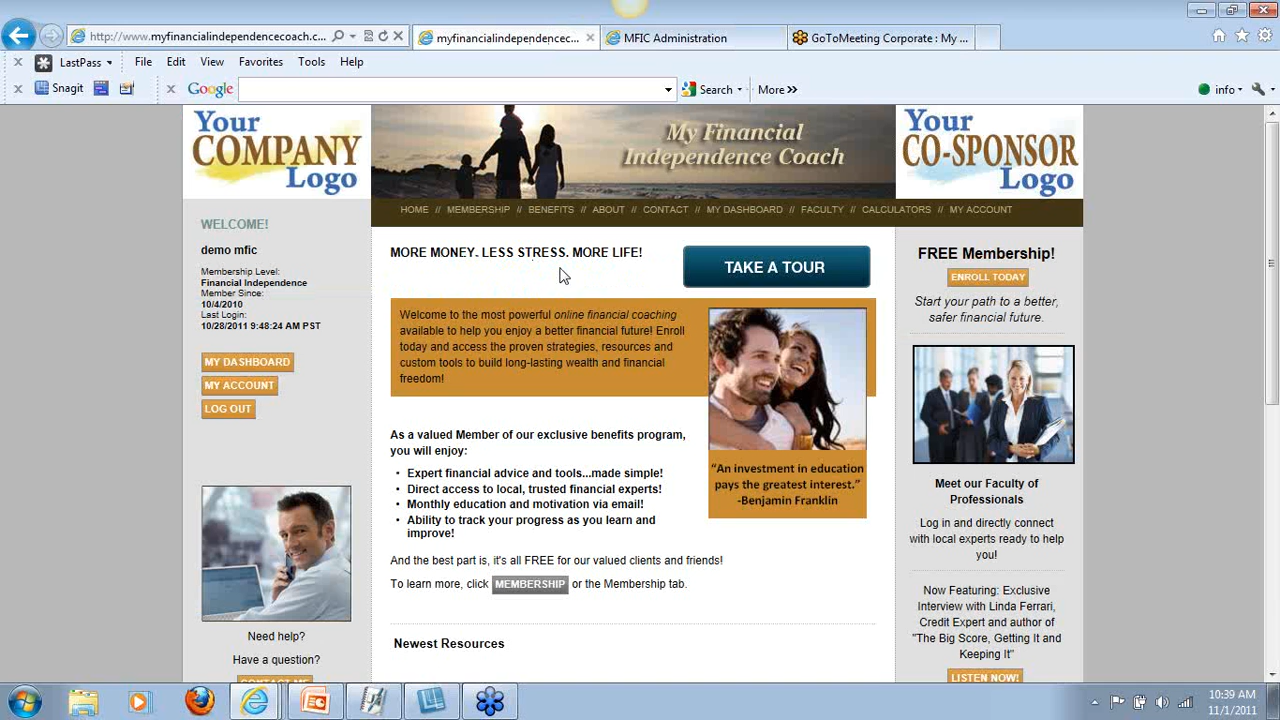 http://www.myfinancialindependencecoach.c...
myfinancialindependencec...
MFIC Administration
GoToMeeting Corporate : My ...
LastPass
File
Edit
View
Favorites
Tools
Help
Snagit
Google
Search
More »
info
Your
COMPANY
Logo
My Financial
Independence Coach
Your
CO-SPONSOR
Logo
HOME // MEMBERSHIP // BENEFITS // ABOUT // CONTACT // MY DASHBOARD // FACULTY // CALCULATORS // MY ACCOUNT
WELCOME!
demo mfic
Membership Level:
Financial Independence
Member Since:
10/4/2010
Last Login:
10/28/2011 9:48:24 AM PST
MY DASHBOARD
MY ACCOUNT
LOG OUT
Need help?
Have a question?
CONTACT ME
MORE MONEY. LESS STRESS. MORE LIFE!
TAKE A TOUR
Welcome to the most powerful online financial coaching
available to help you enjoy a better financial future! Enroll
today and access the proven strategies, resources and
custom tools to build long-lasting wealth and financial
freedom!
“An investment in education
pays the greatest interest.”
-Benjamin Franklin
As a valued Member of our exclusive benefits program,
you will enjoy:
• Expert financial advice and tools...made simple!
• Direct access to local, trusted financial experts!
• Monthly education and motivation via email!
• Ability to track your progress as you learn and
improve!
And the best part is, it's all FREE for our valued clients and friends!
To learn more, click MEMBERSHIP or the Membership tab.
Newest Resources
FREE Membership!
ENROLL TODAY
Start your path to a better,
safer financial future.
Meet our Faculty of
Professionals
Log in and directly connect
with local experts ready to help
you!
Now Featuring: Exclusive
Interview with Linda Ferrari,
Credit Expert and author of
"The Big Score, Getting It and
Keeping It"
LISTEN NOW!
10:39 AM
11/1/2011